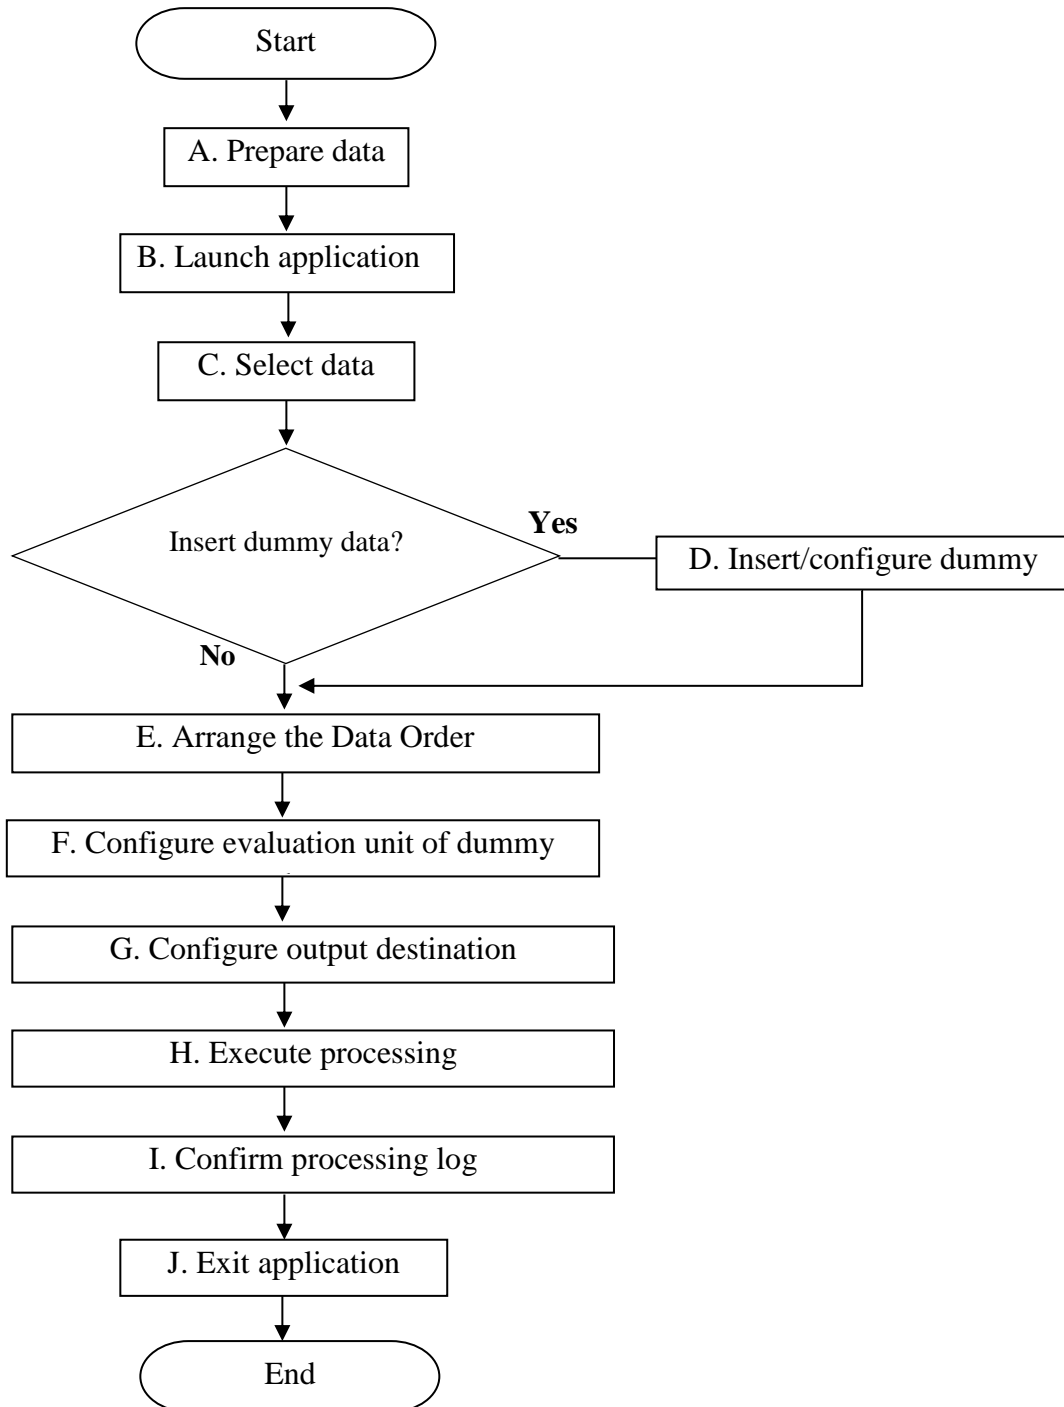 Start
A. Prepare data
B. Launch application
C. Select data
Insert dummy data?
Yes
D. Insert/configure dummy
No
E. Arrange the Data Order
F. Configure evaluation unit of dummy
G. Configure output destination
H. Execute processing
I. Confirm processing log
J. Exit application
End